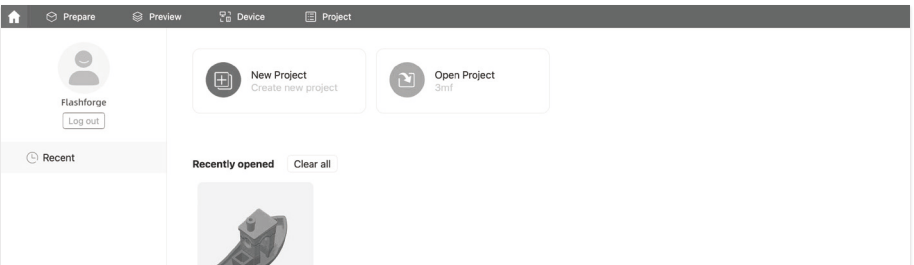 Prepare
Preview
Device
Project
Flashforge
Log out
Recent
New Project
Create new project
Open Project
3mf
Recently opened
Clear all